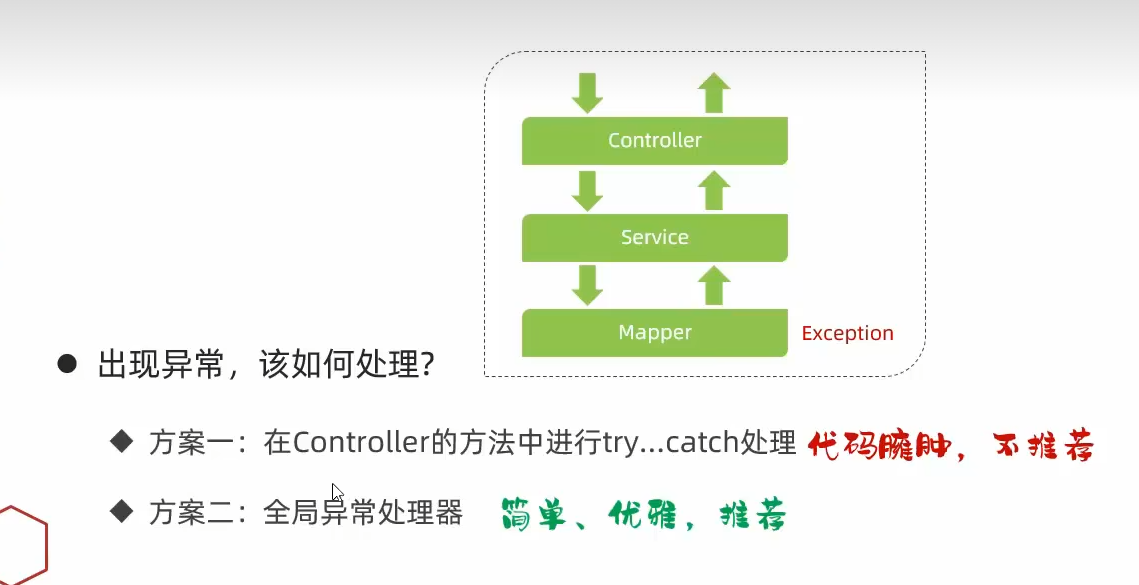 Controller
Service
Mapper
Exception
出现异常，该如何处理?
方案一：在Controller的方法中进行try...catch处理 代码臃肿，不推荐
方案二：全局异常处理器 简单、优雅，推荐